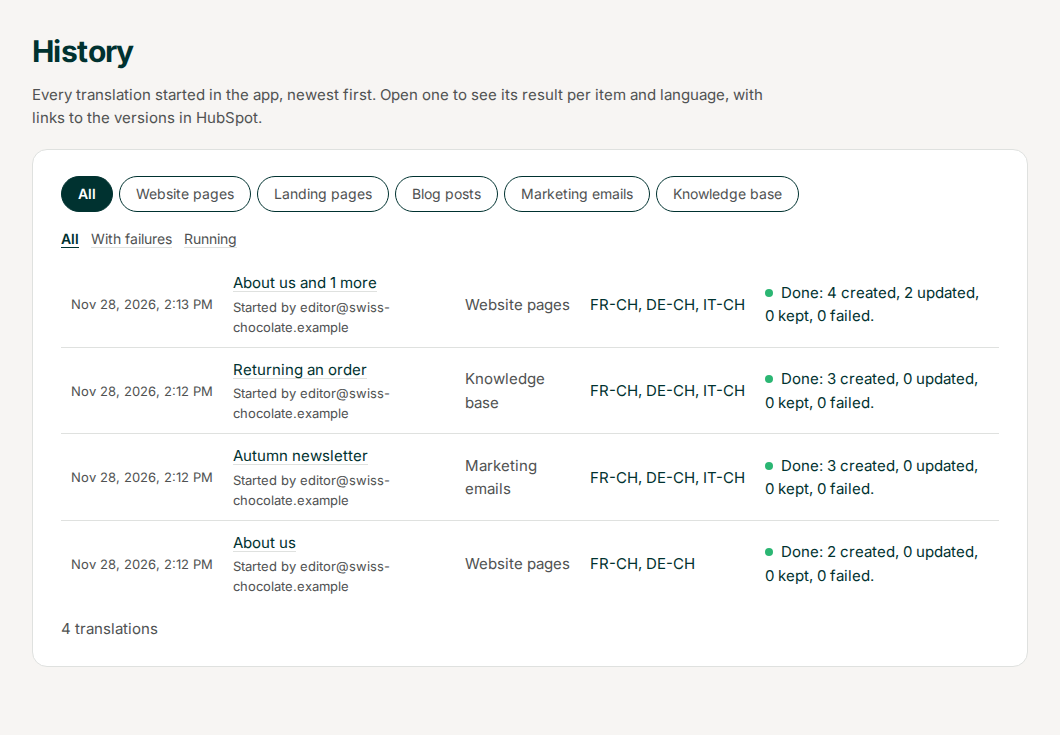 History
Every translation started in the app, newest first. Open one to see its result per item and language, with
links to the versions in HubSpot.
All
Website pages
Landing pages
Blog posts
Marketing emails
Knowledge base
All
With failures
Running
Nov 28, 2026, 2:13 PM
About us and 1 more
Started by editor@swiss-
chocolate.example
Website pages
FR-CH, DE-CH, IT-CH
Done: 4 created, 2 updated,
0 kept, 0 failed.
Nov 28, 2026, 2:12 PM
Returning an order
Started by editor@swiss-
chocolate.example
Knowledge
base
FR-CH, DE-CH, IT-CH
Done: 3 created, 0 updated,
0 kept, 0 failed.
Nov 28, 2026, 2:12 PM
Autumn newsletter
Started by editor@swiss-
chocolate.example
Marketing
emails
FR-CH, DE-CH, IT-CH
Done: 3 created, 0 updated,
0 kept, 0 failed.
Nov 28, 2026, 2:12 PM
About us
Started by editor@swiss-
chocolate.example
Website pages
FR-CH, DE-CH
Done: 2 created, 0 updated,
0 kept, 0 failed.
4 translations